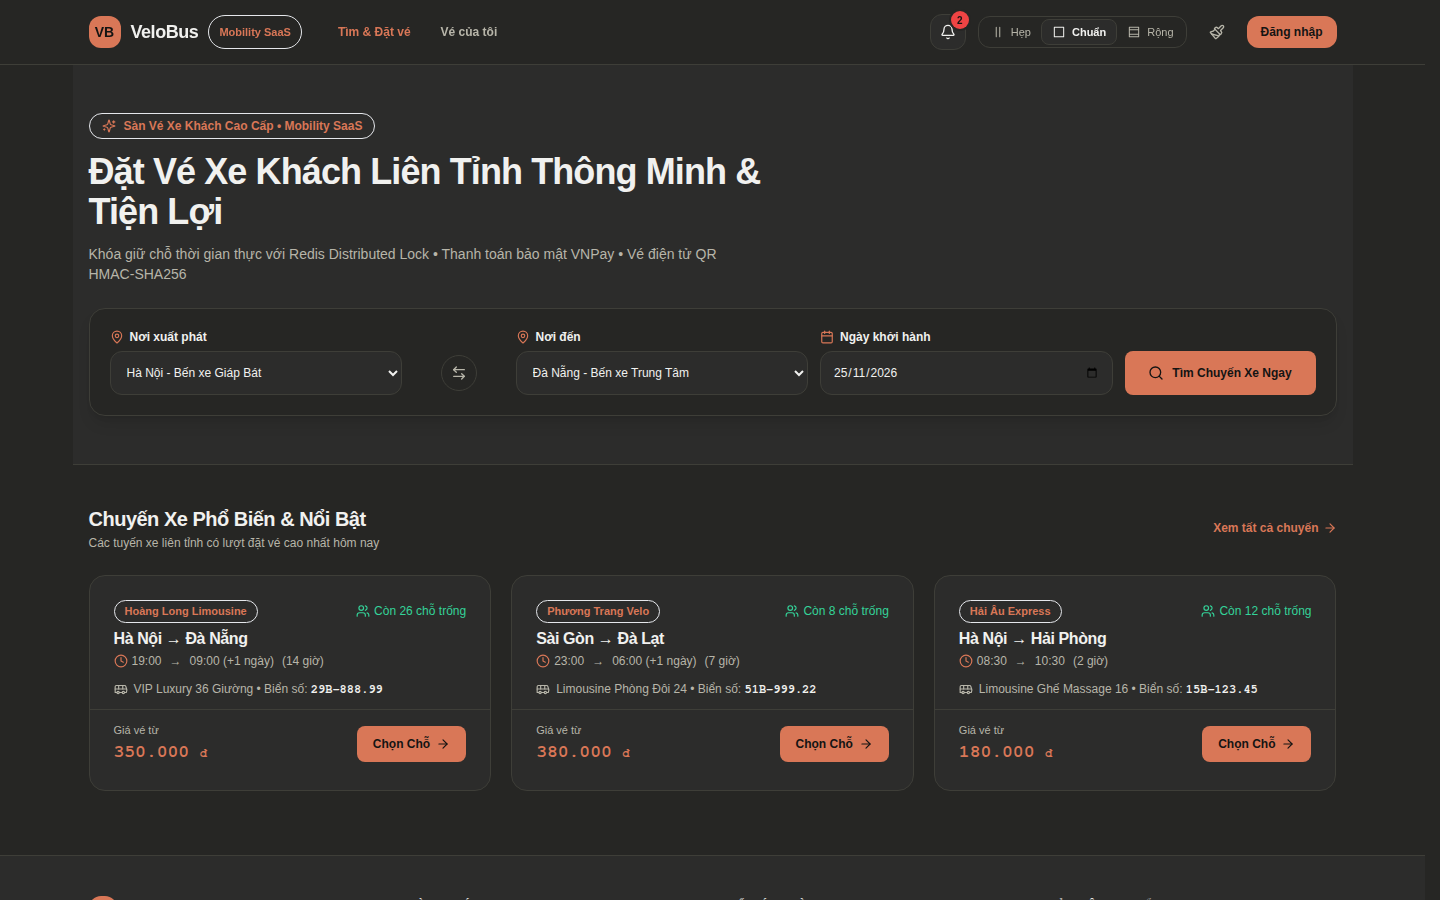 VB VeloBus Mobility SaaS Tìm & Đặt vé Vé của tôi 2 Hẹp Chuẩn Rộng Đăng nhập
Sàn Vé Xe Khách Cao Cấp • Mobility SaaS
Đặt Vé Xe Khách Liên Tỉnh Thông Minh &
Tiện Lợi
Khóa giữ chỗ thời gian thực với Redis Distributed Lock • Thanh toán bảo mật VNPay • Vé điện tử QR
HMAC-SHA256
Nơi xuất phát Nơi đến Ngày khởi hành
Hà Nội - Bến xe Giáp Bát Đà Nẵng - Bến xe Trung Tâm 25/11/2026 Tìm Chuyến Xe Ngay
Chuyến Xe Phổ Biến & Nổi Bật
Các tuyến xe liên tỉnh có lượt đặt vé cao nhất hôm nay
Xem tất cả chuyến →
Hoàng Long Limousine Còn 26 chỗ trống
Hà Nội → Đà Nẵng
19:00 → 09:00 (+1 ngày) (14 giờ)
VIP Luxury 36 Giường • Biển số: 29B-888.99
Giá vé từ
350.000 đ
Chọn Chỗ →
Phương Trang Velo Còn 8 chỗ trống
Sài Gòn → Đà Lạt
23:00 → 06:00 (+1 ngày) (7 giờ)
Limousine Phòng Đôi 24 • Biển số: 51B-999.22
Giá vé từ
380.000 đ
Chọn Chỗ →
Hải Âu Express Còn 12 chỗ trống
Hà Nội → Hải Phòng
08:30 → 10:30 (2 giờ)
Limousine Ghế Massage 16 • Biển số: 15B-123.45
Giá vé từ
180.000 đ
Chọn Chỗ →